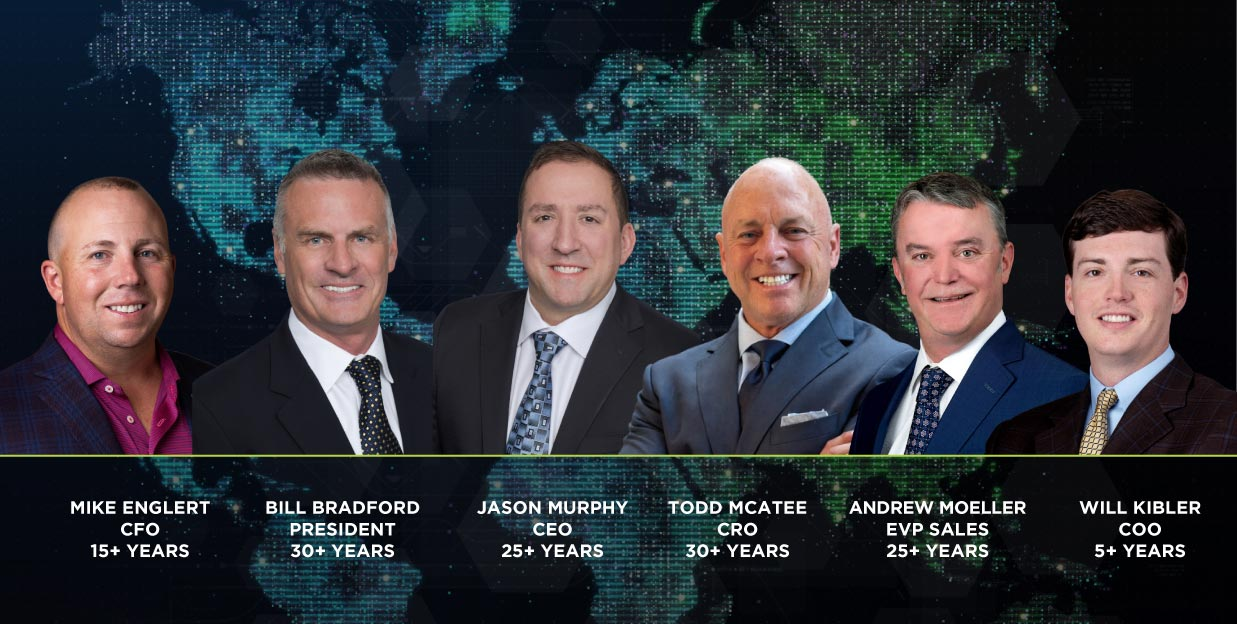 MIKE ENGLERT
CFO
15+ YEARS
BILL BRADFORD
PRESIDENT
30+ YEARS
JASON MURPHY
CEO
25+ YEARS
TODD MCATEE
CRO
30+ YEARS
ANDREW MOELLER
EVP SALES
25+ YEARS
WILL KIBLER
COO
5+ YEARS